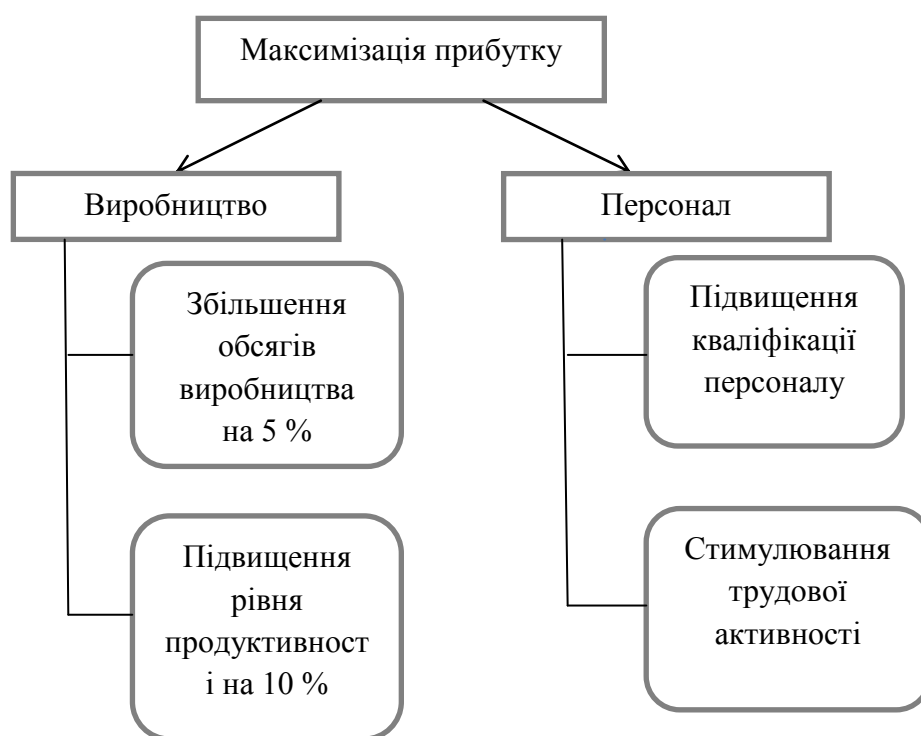 Максимізація прибутку
Виробництво
Персонал
Збільшення
обсягів
виробництва
на 5 %
Підвищення
кваліфікації
персоналу
Підвищення
рівня
продуктивност
і на 10 %
Стимулювання
трудової
активності